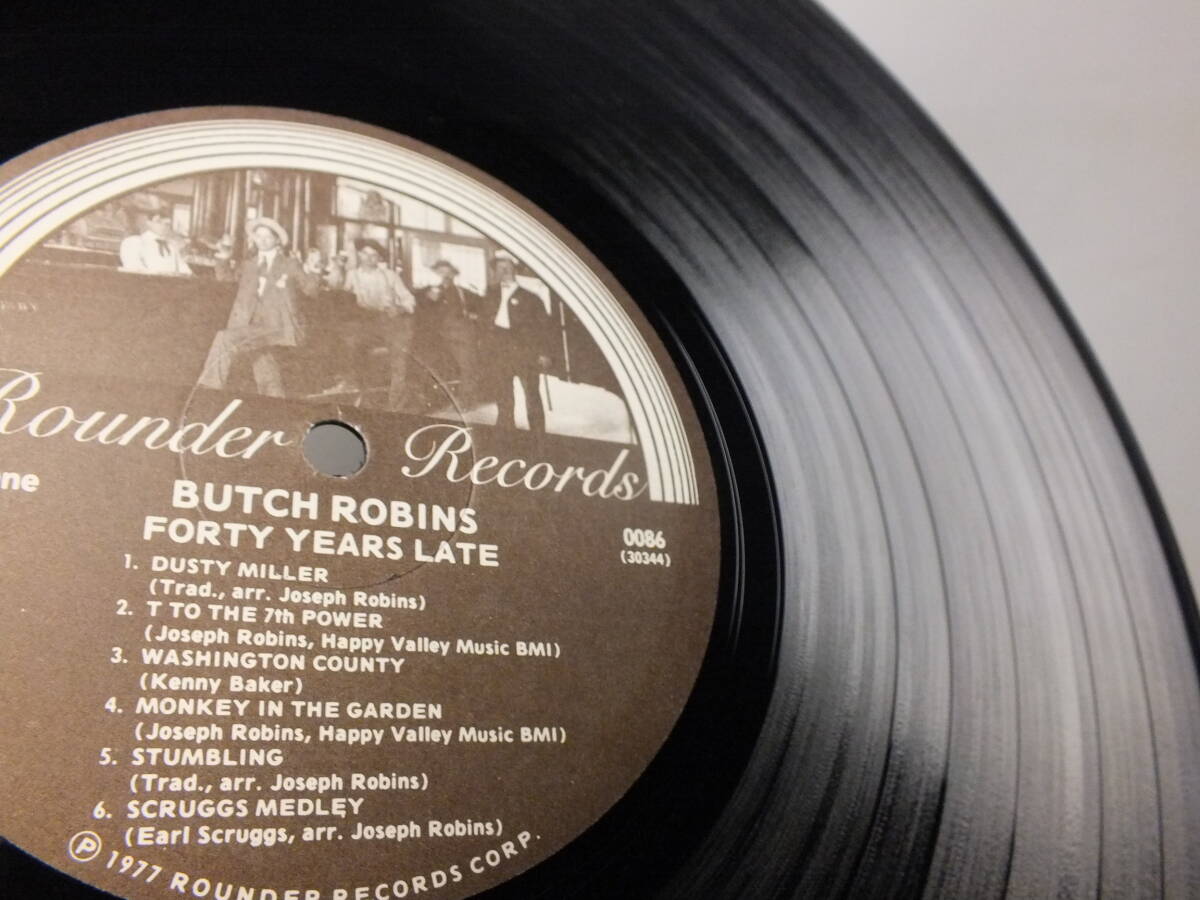 Rounder Records
ne
BUTCH ROBINS
FORTY YEARS LATE
0086
(30344)
1. DUSTY MILLER
(Trad., arr. Joseph Robins)
2. T TO THE 7th POWER
(Joseph Robins, Happy Valley Music BMI)
3. WASHINGTON COUNTY
(Kenny Baker)
4. MONKEY IN THE GARDEN
(Joseph Robins, Happy Valley Music BMI)
5. STUMBLING
(Trad., arr. Joseph Robins)
6. SCRUGGS MEDLEY
(Earl Scruggs, arr. Joseph Robins)
Ⓟ 1977 ROUNDER RECORDS CORP.